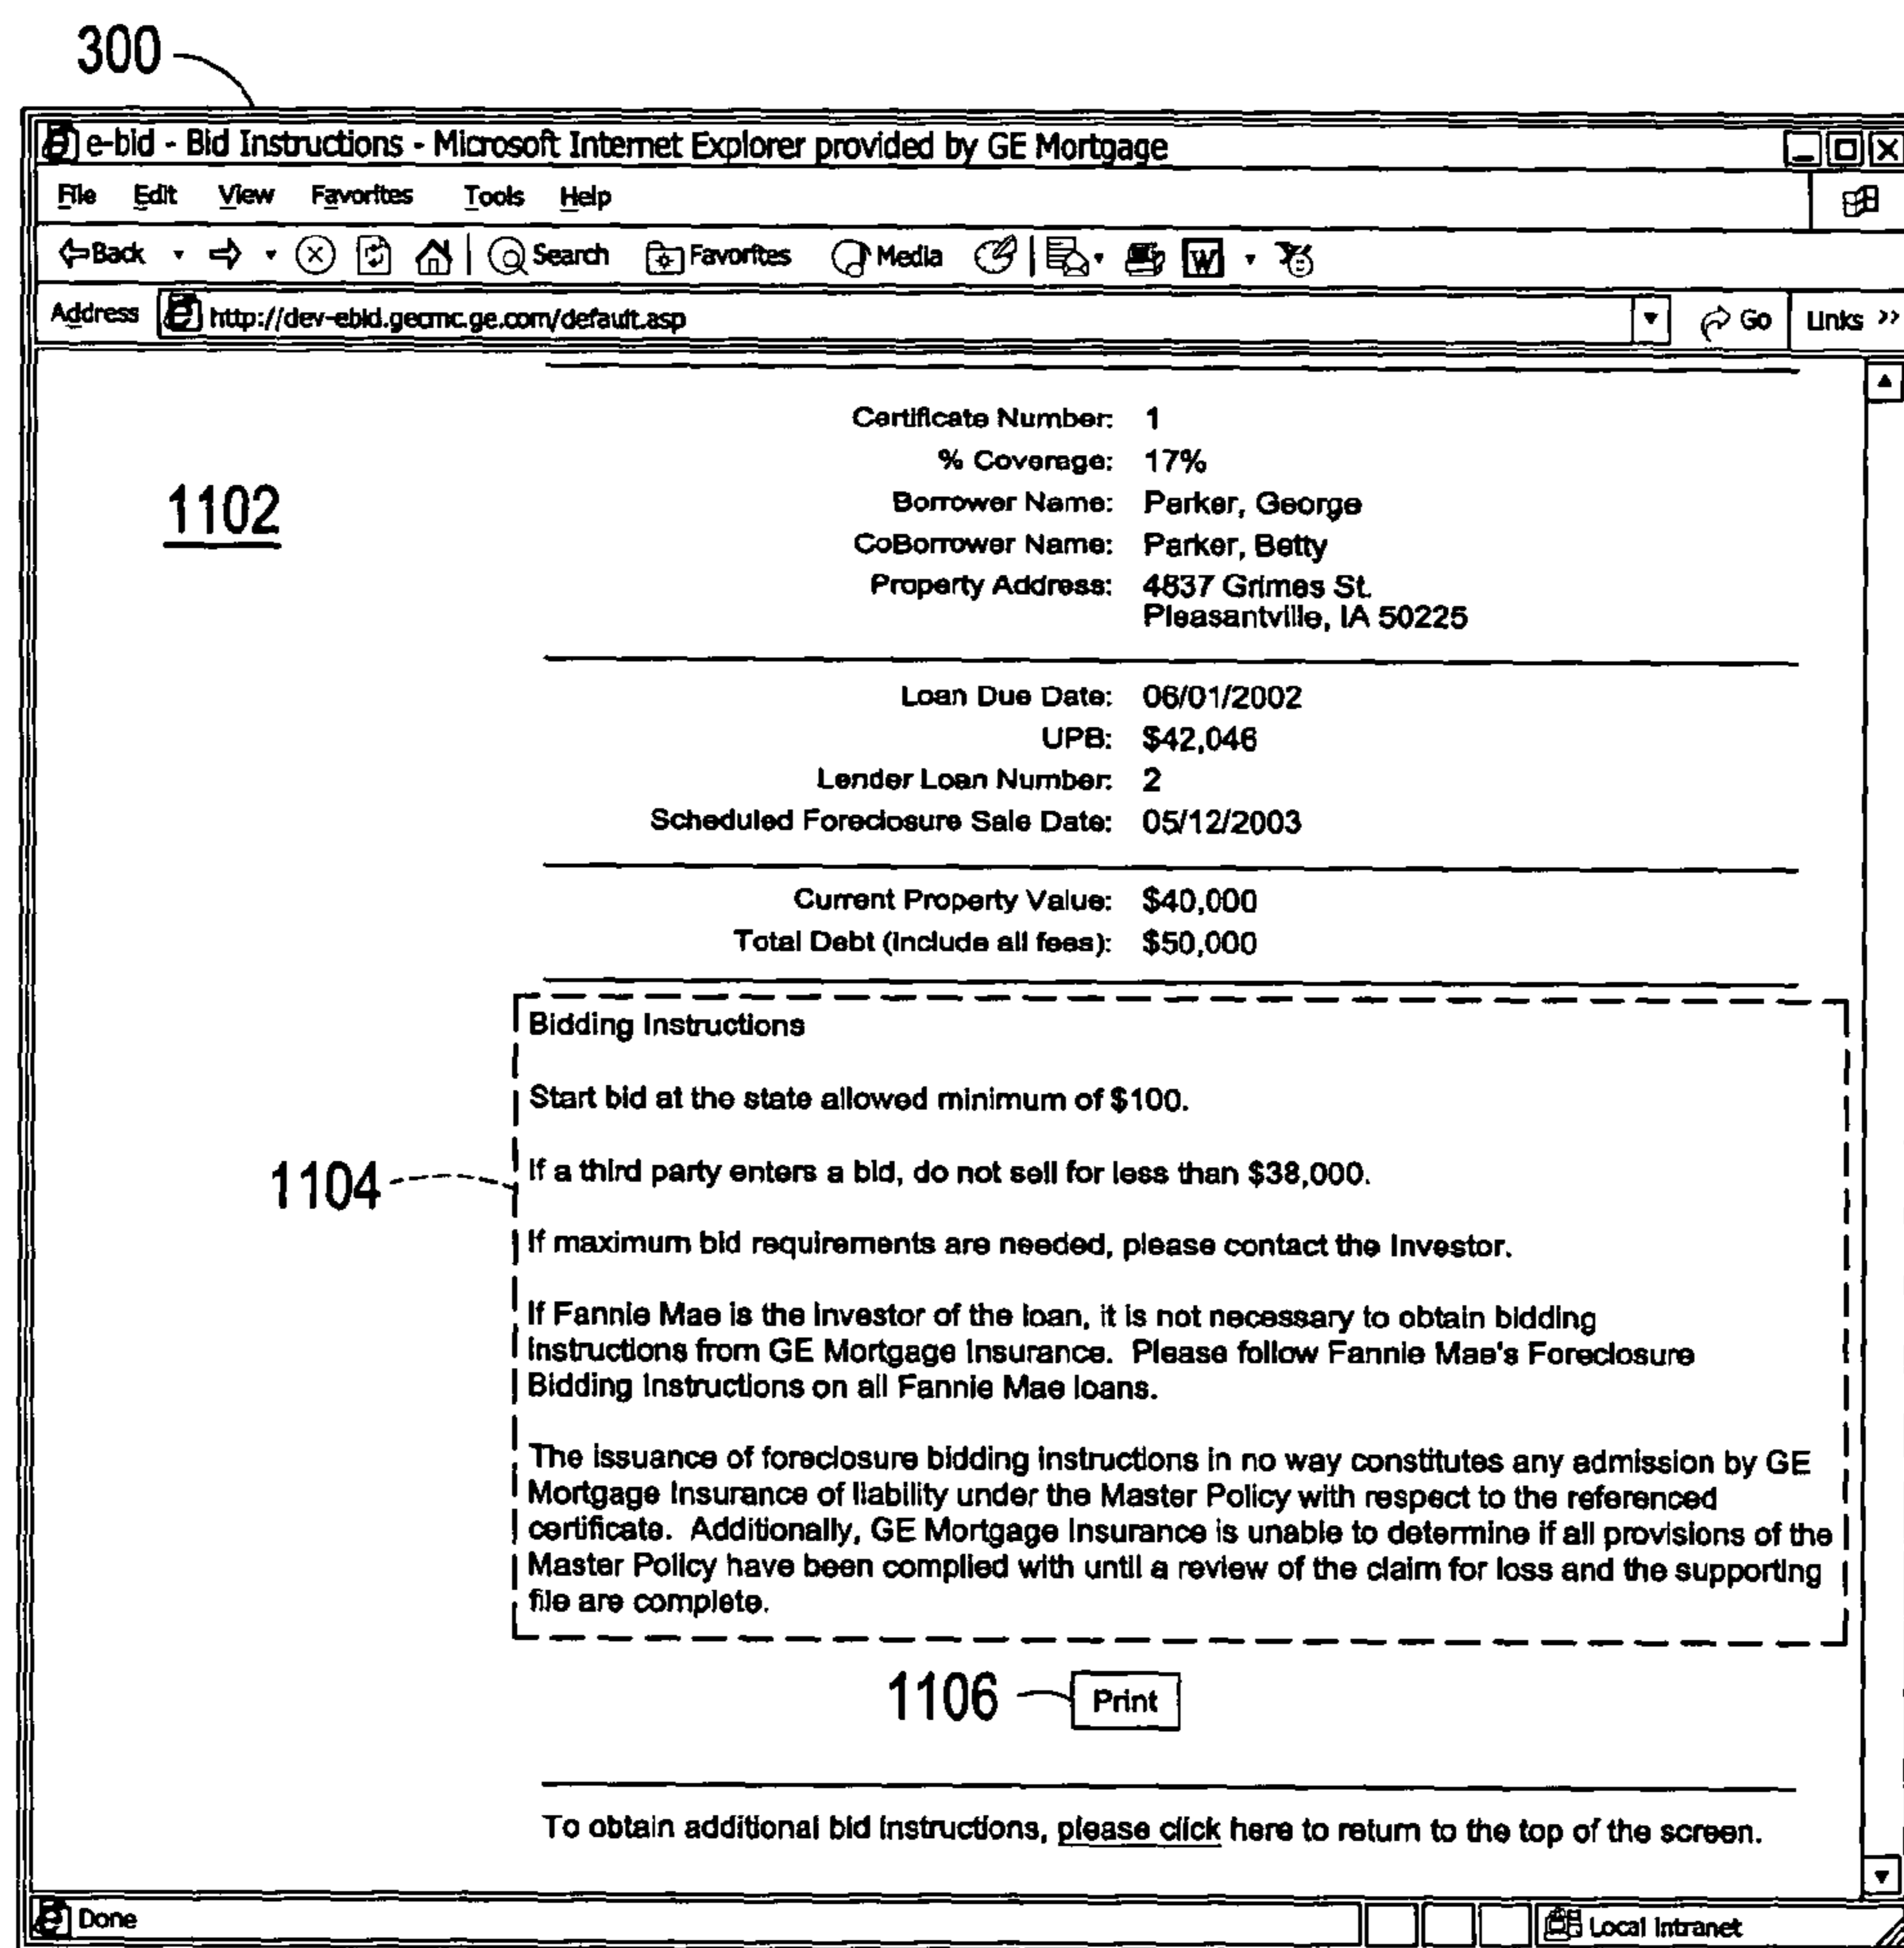 300
e-bid - Bid Instructions - Microsoft Internet Explorer provided by GE Mortgage
File Edit View Favorites Tools Help
Back Search Favorites Media W
Address http://dev-ebid.gecmc.ge.com/default.asp Go Links »
1102
Certificate Number: 1
% Coverage: 17%
Borrower Name: Parker, George
CoBorrower Name: Parker, Betty
Property Address: 4837 Grimes St.
Pleasantville, IA 50225
Loan Due Date: 06/01/2002
UPB: $42,046
Lender Loan Number: 2
Scheduled Foreclosure Sale Date: 05/12/2003
Current Property Value: $40,000
Total Debt (include all fees): $50,000
1104
Bidding Instructions
Start bid at the state allowed minimum of $100.
If a third party enters a bid, do not sell for less than $38,000.
If maximum bid requirements are needed, please contact the Investor.
If Fannie Mae is the investor of the loan, it is not necessary to obtain bidding
instructions from GE Mortgage Insurance. Please follow Fannie Mae's Foreclosure
Bidding Instructions on all Fannie Mae loans.
The issuance of foreclosure bidding instructions in no way constitutes any admission by GE
Mortgage Insurance of liability under the Master Policy with respect to the referenced
certificate. Additionally, GE Mortgage Insurance is unable to determine if all provisions of the
Master Policy have been complied with until a review of the claim for loss and the supporting
file are complete.
1106 Print
To obtain additional bid instructions, please click here to return to the top of the screen.
Done Local intranet